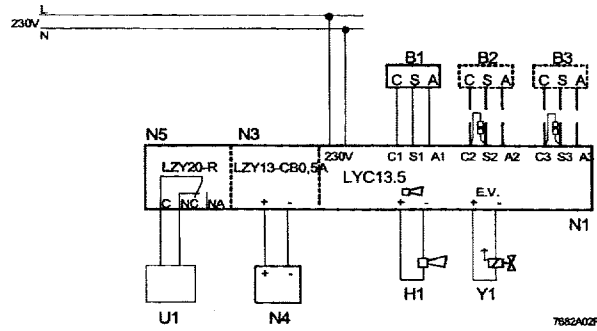 L
230V
N
B1 B2 B3
C S A C S A C S A
N5 N3
230V C1 S1 A1 C2 S2 A2 C3 S3 A3
LZY20-R LZY13-CB0,5A LYC13.5
E.V.
C NC NA + - + - + -
N1
+ -
U1 N4 H1 Y1
7682A02F